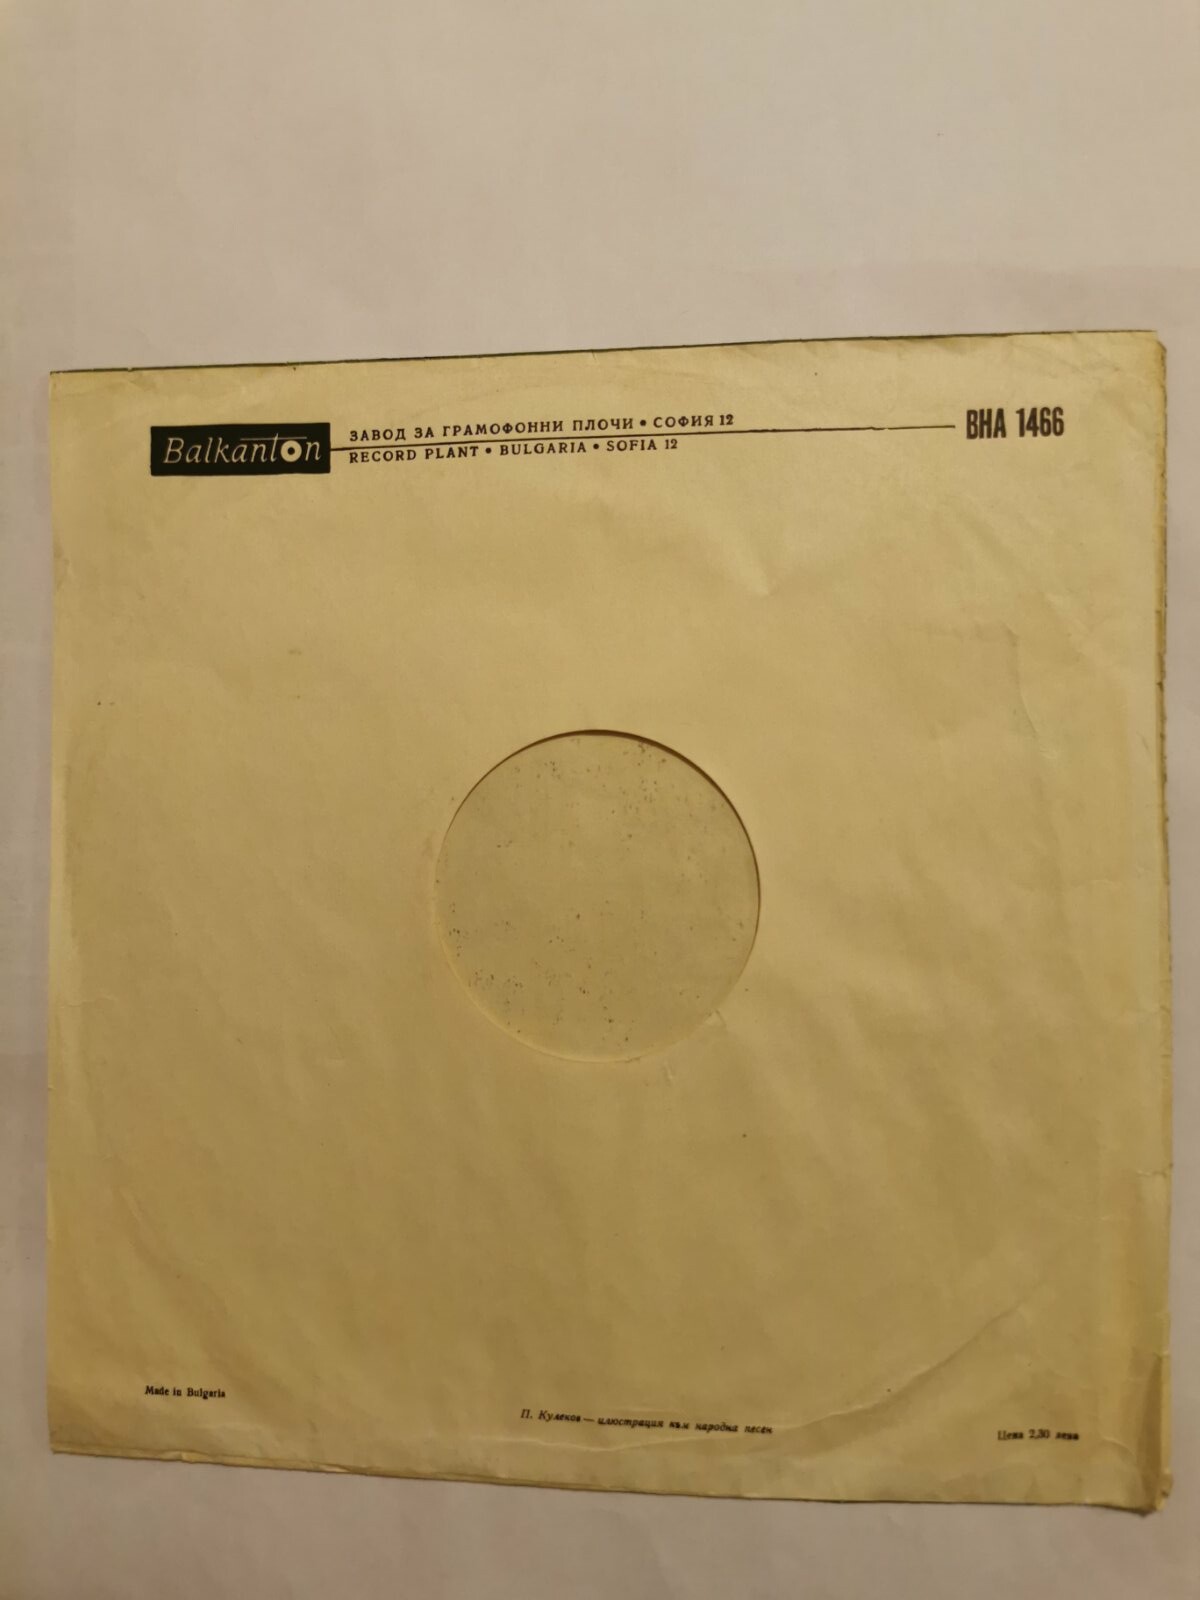 Balkanton
ЗАВОД ЗА ГРАМОФОННИ ПЛОЧИ • СОФИЯ 12
RECORD PLANT • BULGARIA • SOFIA 12
ВНА 1466
Made in Bulgaria
П. Кулеков — илюстрация към народна песен
Цена 2,30 лева